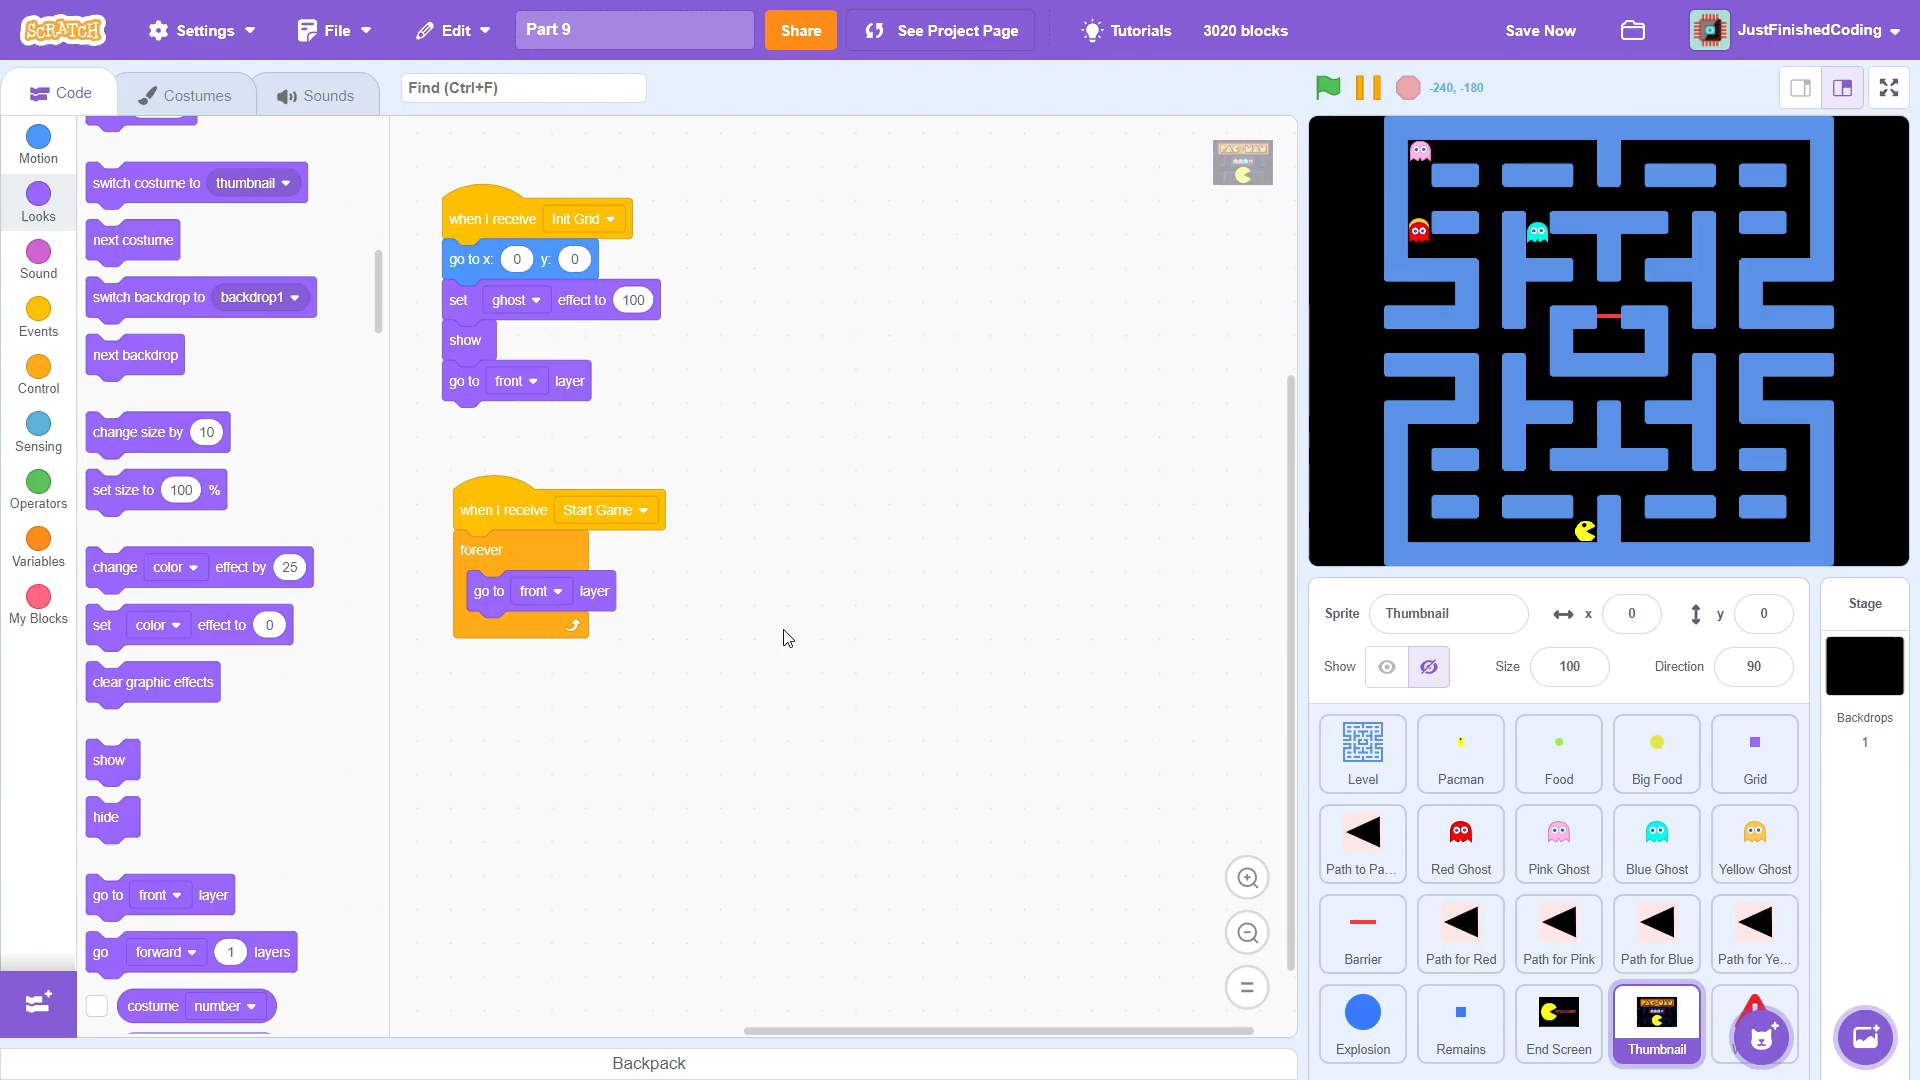 SCRATCH
Settings
File
Edit
Part 9
Share
See Project Page
Tutorials
3020 blocks
Save Now
JustFinishedCoding
Code
Costumes
Sounds
Find (Ctrl+F)
-240, -180
Motion
Looks
Sound
Events
Control
Sensing
Operators
Variables
My Blocks
switch costume to thumbnail
next costume
switch backdrop to backdrop1
next backdrop
change size by 10
set size to 100 %
change color effect by 25
set color effect to 0
clear graphic effects
show
hide
go to front layer
go forward 1 layers
costume number
when I receive Init Grid
go to x: 0 y: 0
set ghost effect to 100
show
go to front layer
when I receive Start Game
forever
go to front layer
Sprite Thumbnail x 0 y 0
Show Size 100 Direction 90
Stage
Backdrops
1
Level
Pacman
Food
Big Food
Grid
Path to Pa...
Red Ghost
Pink Ghost
Blue Ghost
Yellow Ghost
Barrier
Path for Red
Path for Pink
Path for Blue
Path for Ye...
Explosion
Remains
End Screen
Thumbnail
Backpack